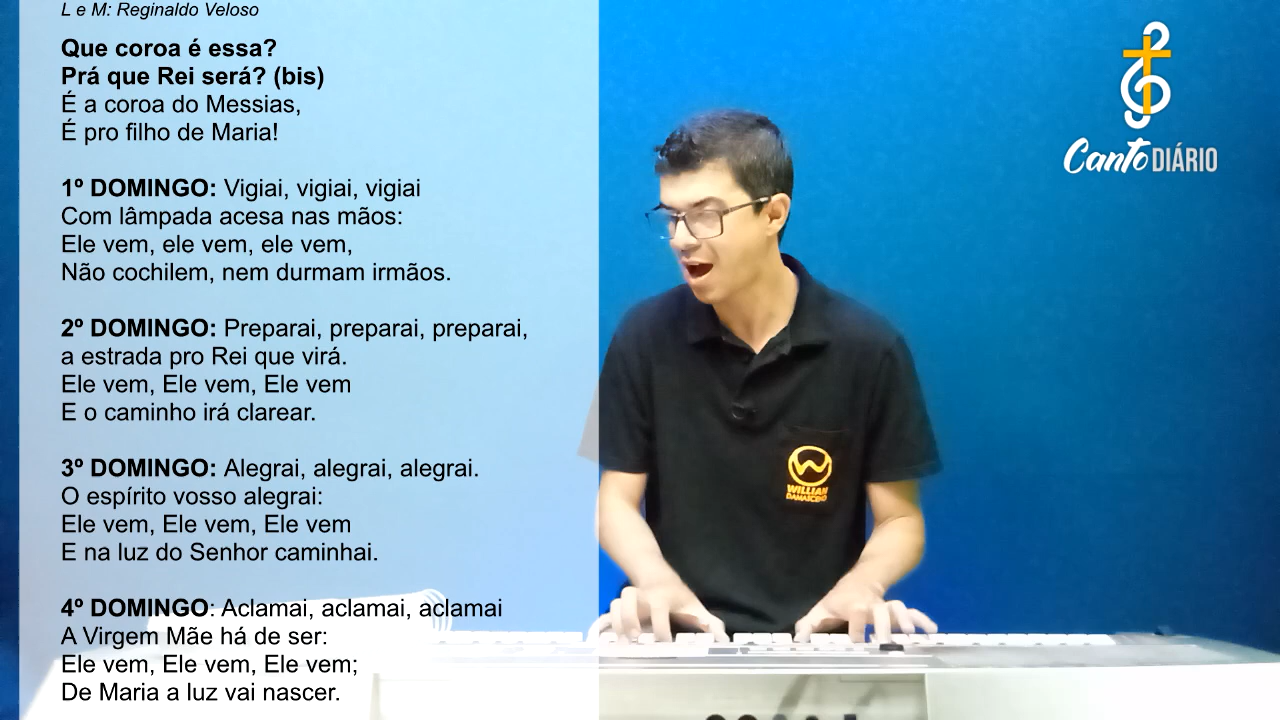 L e M: Reginaldo Veloso
Que coroa é essa?
Prá que Rei será? (bis)
É a coroa do Messias,
É pro filho de Maria!
1º DOMINGO: Vigiai, vigiai, vigiai
Com lâmpada acesa nas mãos:
Ele vem, ele vem, ele vem,
Não cochilem, nem durmam irmãos.
2º DOMINGO: Preparai, preparai, preparai,
a estrada pro Rei que virá.
Ele vem, Ele vem, Ele vem
E o caminho irá clarear.
3º DOMINGO: Alegrai, alegrai, alegrai.
O espírito vosso alegrai:
Ele vem, Ele vem, Ele vem
E na luz do Senhor caminhai.
4º DOMINGO: Aclamai, aclamai, aclamai
A Virgem Mãe há de ser:
Ele vem, Ele vem, Ele vem;
De Maria a luz vai nascer.
Canto DIÁRIO
WILLIAN
DAMASCENO